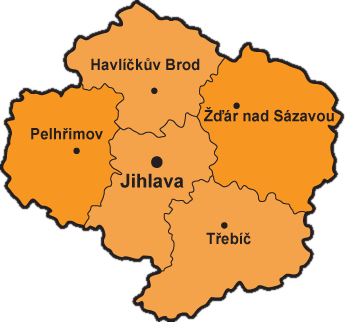 Havlíčkův Brod
Žďár nad Sázavou
Pelhřimov
Jihlava
Třebíč